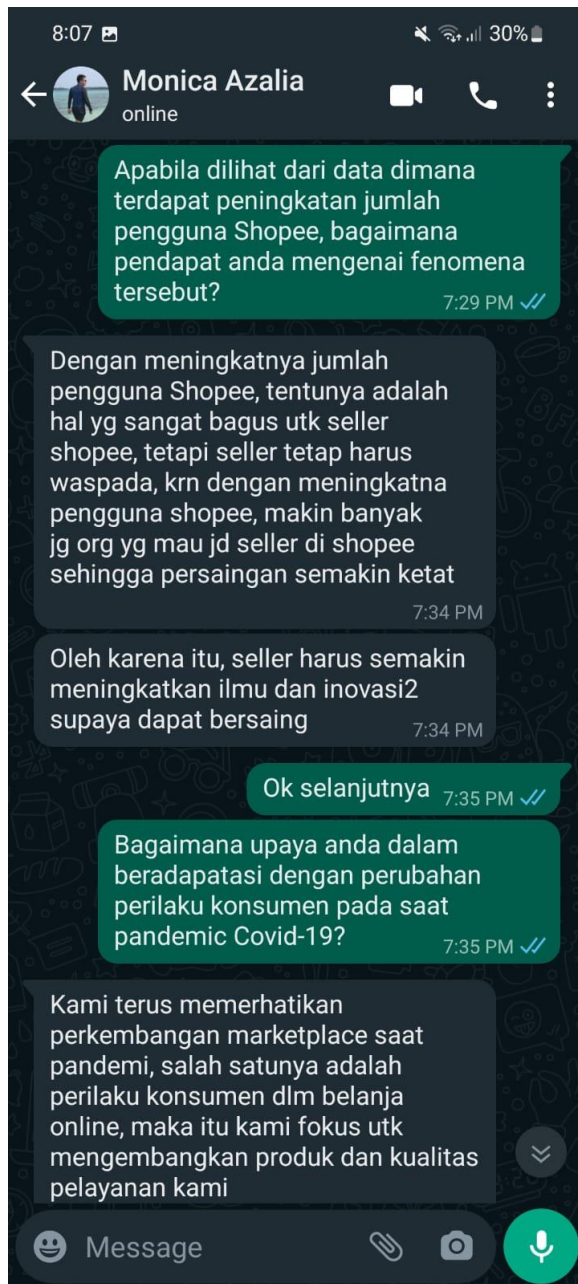 8:07
30%
Monica Azalia
online
Apabila dilihat dari data dimana
terdapat peningkatan jumlah
pengguna Shopee, bagaimana
pendapat anda mengenai fenomena
tersebut?
7:29 PM
Dengan meningkatnya jumlah
pengguna Shopee, tentunya adalah
hal yg sangat bagus utk seller
shopee, tetapi seller tetap harus
waspada, krn dengan meningkatna
pengguna shopee, makin banyak
jg org yg mau jd seller di shopee
sehingga persaingan semakin ketat
7:34 PM
Oleh karena itu, seller harus semakin
meningkatkan ilmu dan inovasi2
supaya dapat bersaing
7:34 PM
Ok selanjutnya 7:35 PM
Bagaimana upaya anda dalam
beradapatasi dengan perubahan
perilaku konsumen pada saat
pandemic Covid-19?
7:35 PM
Kami terus memerhatikan
perkembangan marketplace saat
pandemi, salah satunya adalah
perilaku konsumen dlm belanja
online, maka itu kami fokus utk
mengembangkan produk dan kualitas
pelayanan kami
Message